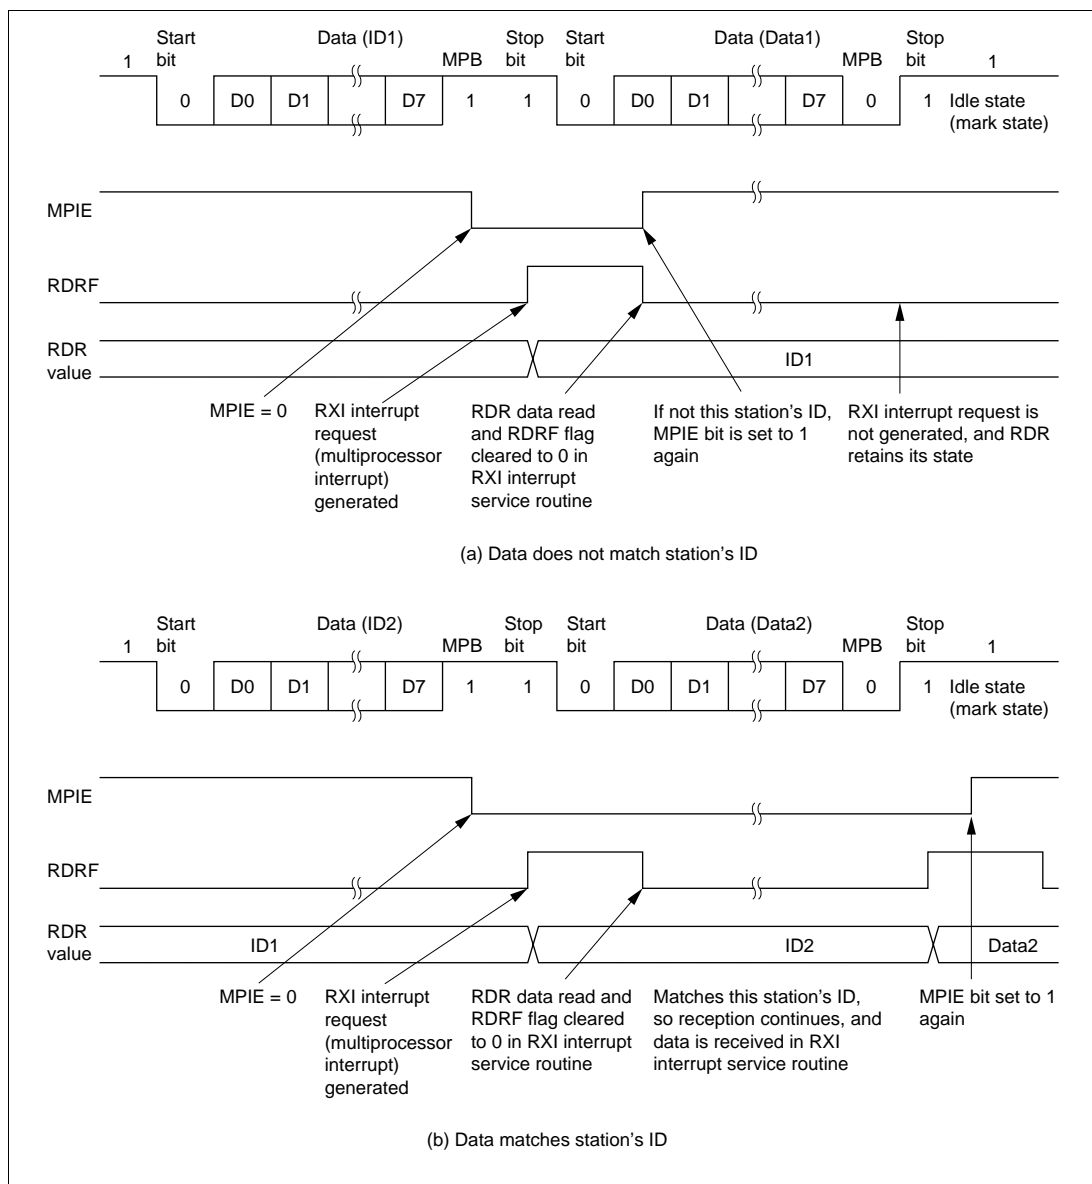 Start bit Data (ID1) MPB Stop bit Start bit Data (Data1) MPB Stop bit
1 0 D0 D1 D7 1 1 0 D0 D1 D7 0 1 1 Idle state (mark state)
MPIE
RDRF
RDR value ID1
MPIE = 0
RXI interrupt
request
(multiprocessor
interrupt)
generated
RDR data read
and RDRF flag
cleared to 0 in
RXI interrupt
service routine
If not this station's ID,
MPIE bit is set to 1
again
RXI interrupt request is
not generated, and RDR
retains its state
(a) Data does not match station's ID
Start bit Data (ID2) MPB Stop bit Start bit Data (Data2) MPB Stop bit
1 0 D0 D1 D7 1 1 0 D0 D1 D7 0 1 1 Idle state (mark state)
MPIE
RDRF
RDR value ID1 ID2 Data2
MPIE = 0
RXI interrupt
request
(multiprocessor
interrupt)
generated
RDR data read and
RDRF flag cleared
to 0 in RXI interrupt
service routine
Matches this station's ID,
so reception continues, and
data is received in RXI
interrupt service routine
MPIE bit set to 1
again
(b) Data matches station's ID